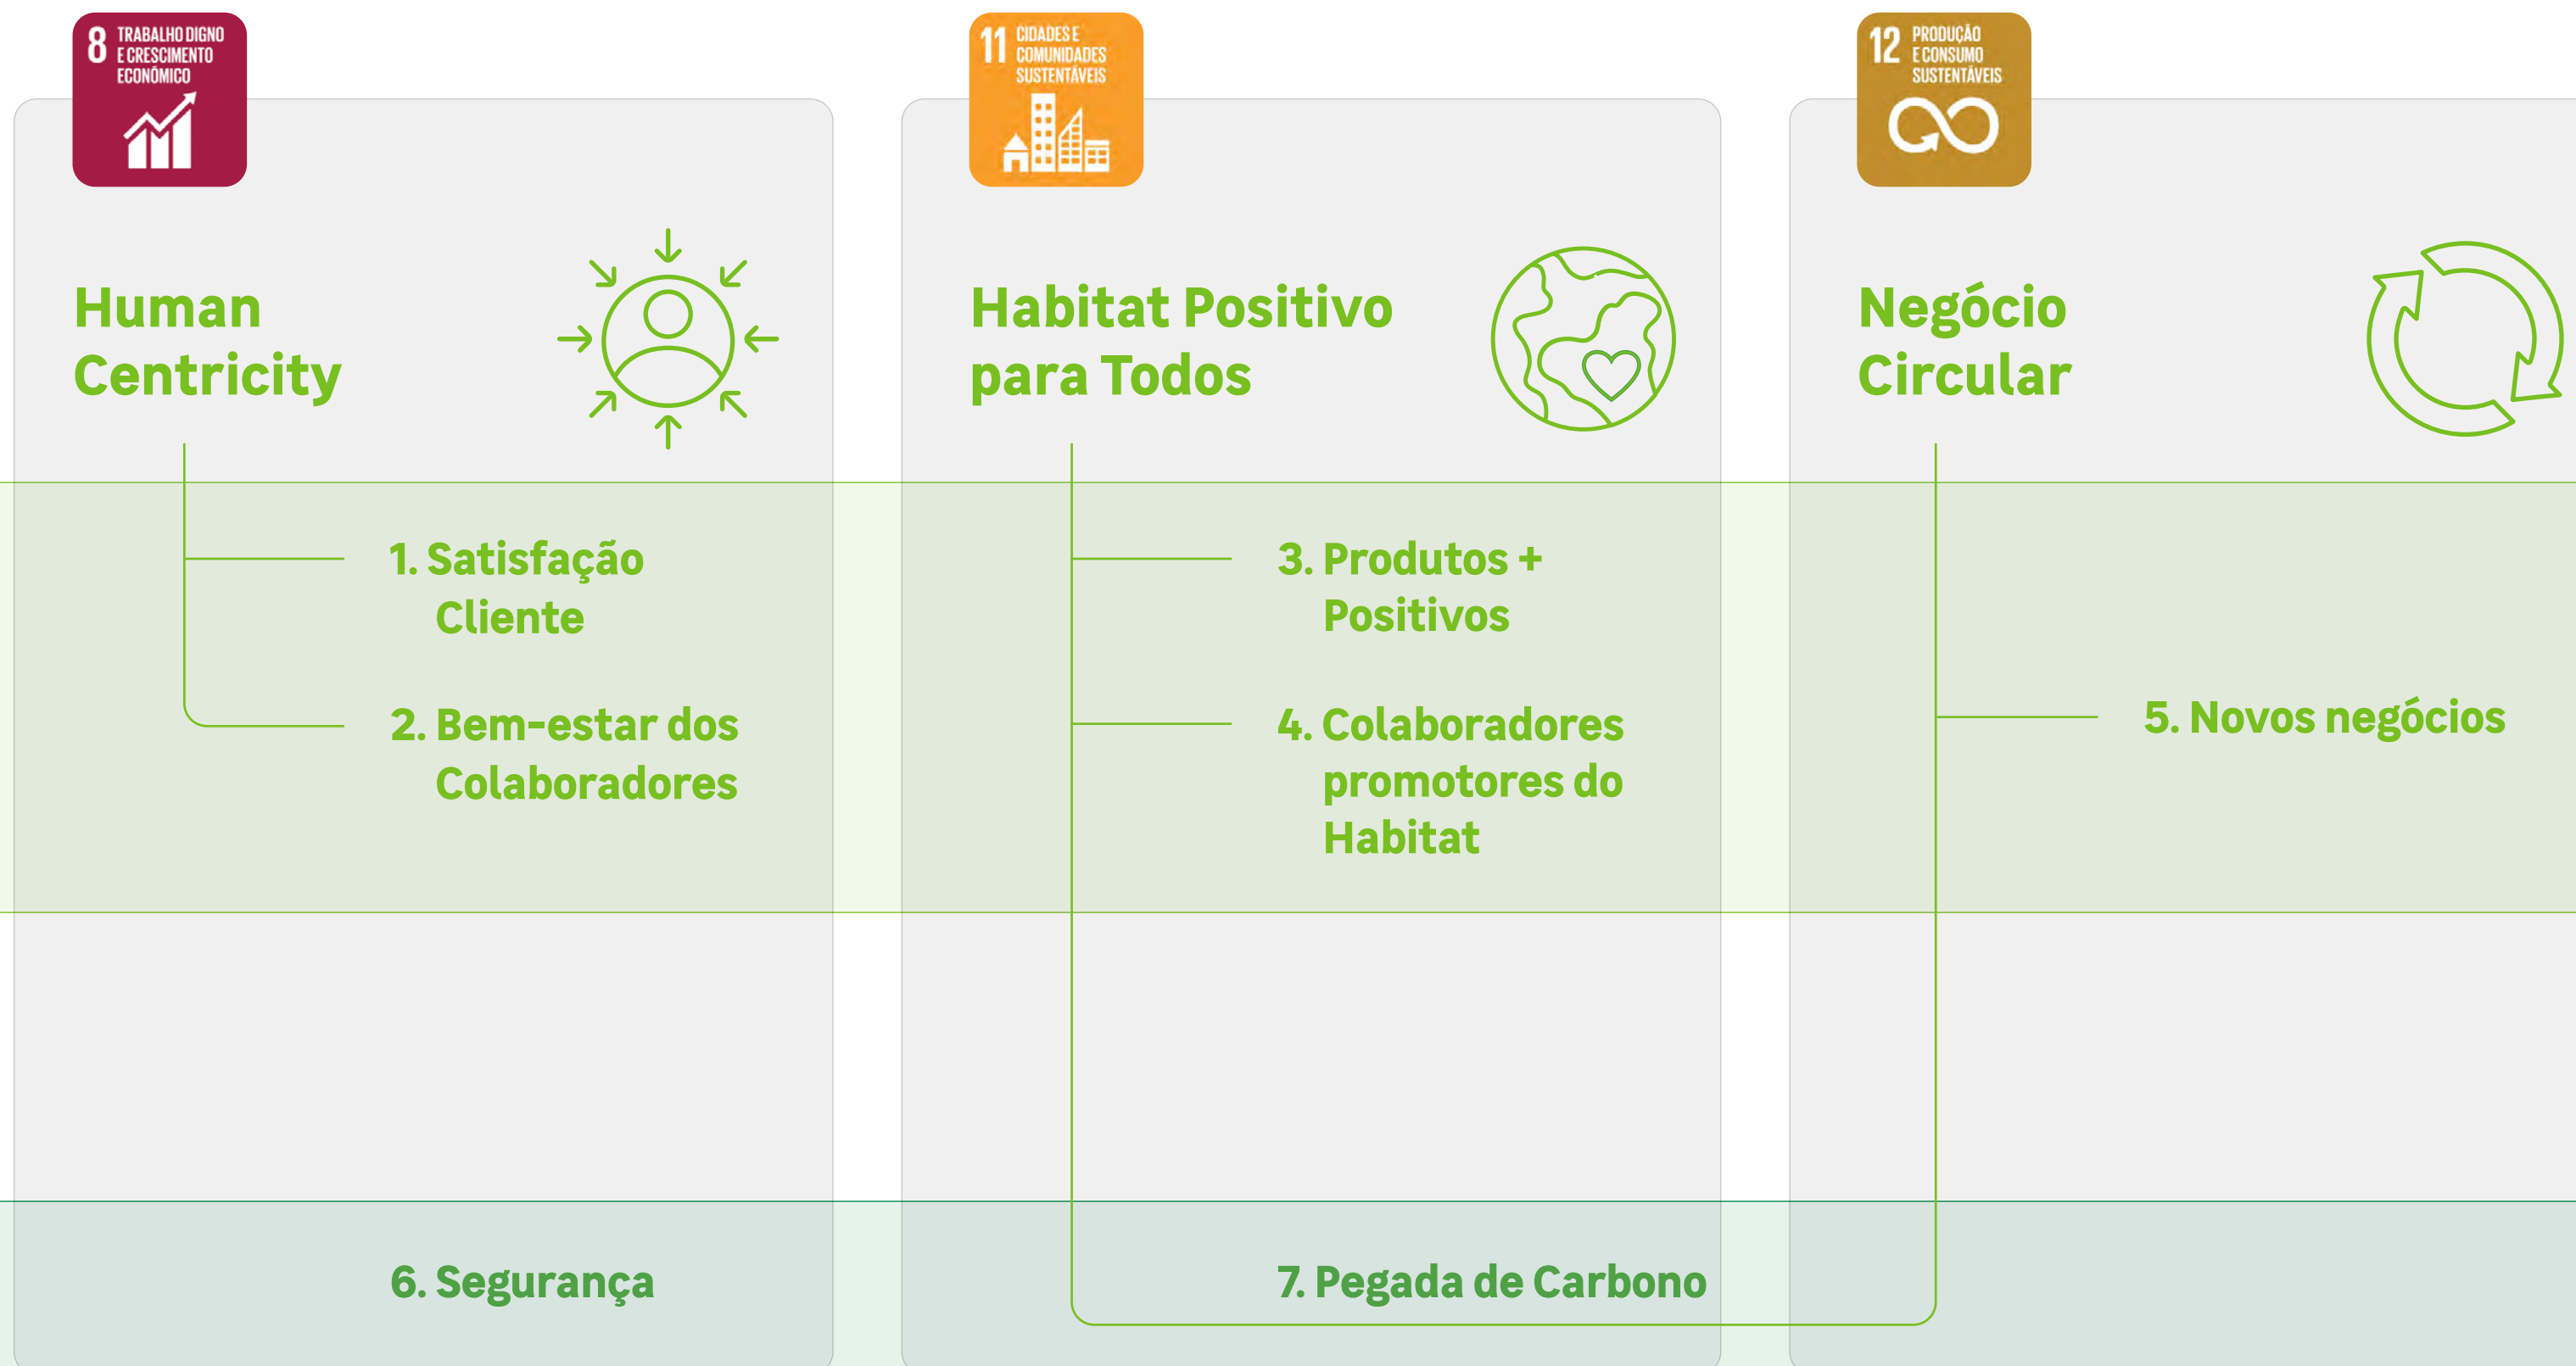 8 TRABALHO DIGNO
E CRESCIMENTO
ECONÓMICO
Human
Centricity
1. Satisfação
Cliente
2. Bem-estar dos
Colaboradores
11 CIDADES E
COMUNIDADES
SUSTENTÁVEIS
Habitat Positivo
para Todos
3. Produtos +
Positivos
4. Colaboradores
promotores do
Habitat
12 PRODUÇÃO
E CONSUMO
SUSTENTÁVEIS
Negócio
Circular
5. Novos negócios
6. Segurança
7. Pegada de Carbono